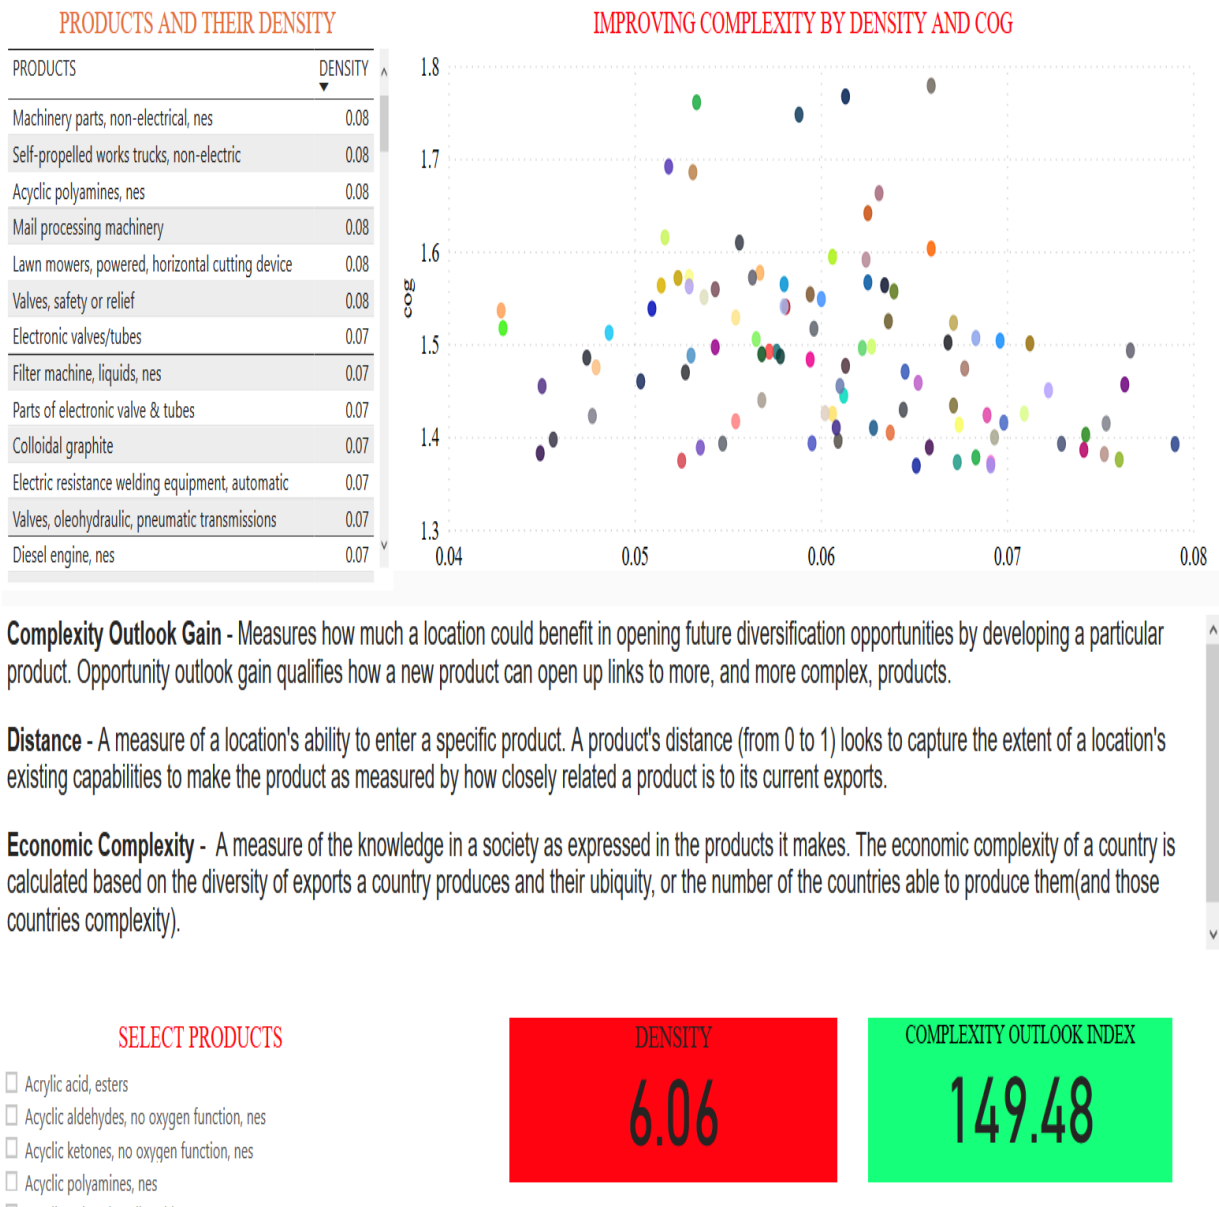 PRODUCTS AND THEIR DENSITY
PRODUCTS DENSITY
Machinery parts, non-electrical, nes 0.08
Self-propelled works trucks, non-electric 0.08
Acyclic polyamines, nes 0.08
Mail processing machinery 0.08
Lawn mowers, powered, horizontal cutting device 0.08
Valves, safety or relief 0.08
Electronic valves/tubes 0.07
Filter machine, liquids, nes 0.07
Parts of electronic valve & tubes 0.07
Colloidal graphite 0.07
Electric resistance welding equipment, automatic 0.07
Valves, oleohydraulic, pneumatic transmissions 0.07
Diesel engine, nes 0.07
IMPROVING COMPLEXITY BY DENSITY AND COG
1.8
1.7
1.6
1.5
1.4
1.3
cog
0.04 0.05 0.06 0.07 0.08
Complexity Outlook Gain - Measures how much a location could benefit in opening future diversification opportunities by developing a particular
product. Opportunity outlook gain qualifies how a new product can open up links to more, and more complex, products.
Distance - A measure of a location's ability to enter a specific product. A product's distance (from 0 to 1) looks to capture the extent of a location's
existing capabilities to make the product as measured by how closely related a product is to its current exports.
Economic Complexity - A measure of the knowledge in a society as expressed in the products it makes. The economic complexity of a country is
calculated based on the diversity of exports a country produces and their ubiquity, or the number of the countries able to produce them(and those
countries complexity).
SELECT PRODUCTS
Acrylic acid, esters
Acyclic aldehydes, no oxygen function, nes
Acyclic ketones, no oxygen function, nes
Acyclic polyamines, nes
DENSITY
6.06
COMPLEXITY OUTLOOK INDEX
149.48